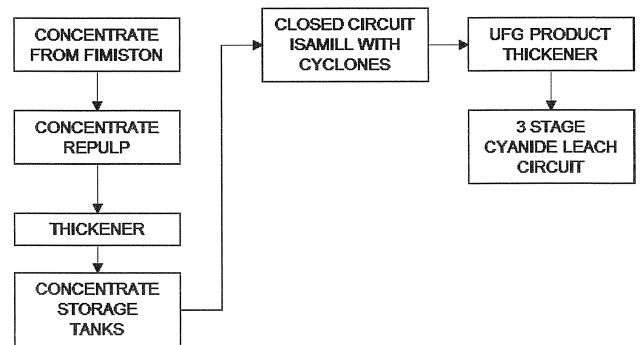 CONCENTRATE
FROM FIMISTON
CONCENTRATE
REPULP
THICKENER
CONCENTRATE
STORAGE
TANKS
CLOSED CIRCUIT
ISAMILL WITH
CYCLONES
UFG PRODUCT
THICKENER
3 STAGE
CYANIDE LEACH
CIRCUIT